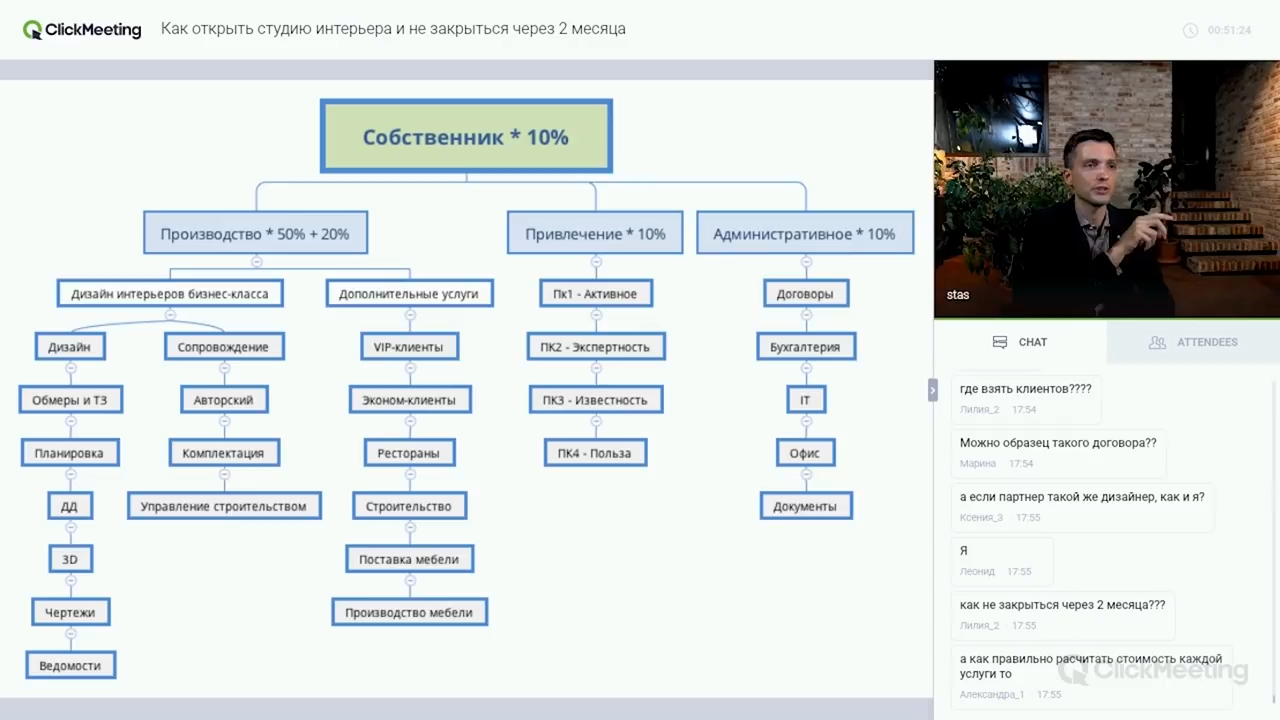 ClickMeeting
Как открыть студию интерьера и не закрыться через 2 месяца
00:51:24
Собственник * 10%
Производство * 50% + 20%
Привлечение * 10%
Административное * 10%
Дизайн интерьеров бизнес-класса
Дополнительные услуги
Пк1 - Активное
Договоры
Дизайн
Сопровождение
VIP-клиенты
ПК2 - Экспертность
Бухгалтерия
Обмеры и ТЗ
Авторский
Эконом-клиенты
ПК3 - Известность
IT
Планировка
Комплектация
Рестораны
ПК4 - Польза
Офис
ДД
Управление строительством
Строительство
Документы
3D
Поставка мебели
Чертежи
Производство мебели
Ведомости
stas
CHAT
ATTENDEES
где взять клиентов????
Лилия_2 17:54
Можно образец такого договора??
Марина 17:54
а если партнер такой же дизайнер, как и я?
Ксения_3 17:55
Я
Леонид 17:55
как не закрыться через 2 месяца???
Лилия_2 17:55
а как правильно расчитать стоимость каждой
услуги то
Александра_1 17:55
ClickMeeting